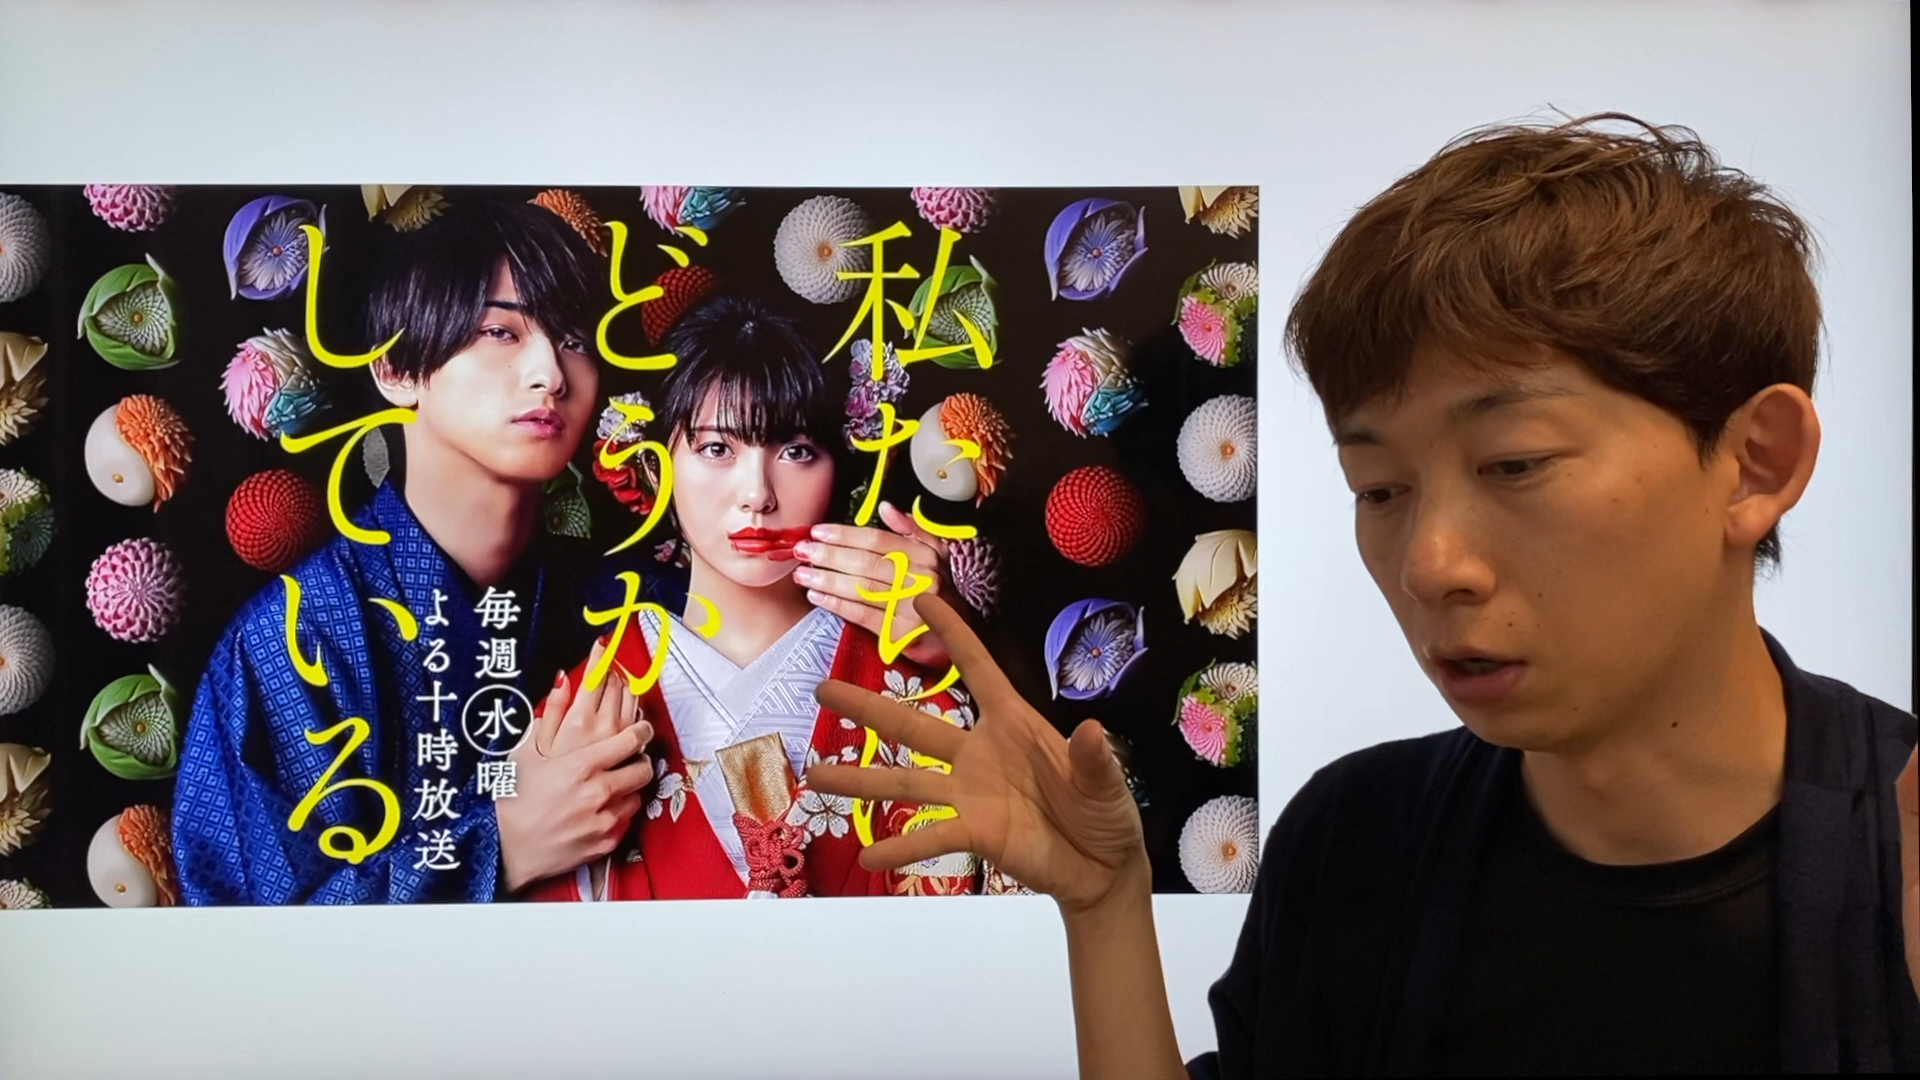 私たちは
どうか
している
毎週水曜
よる十時放送